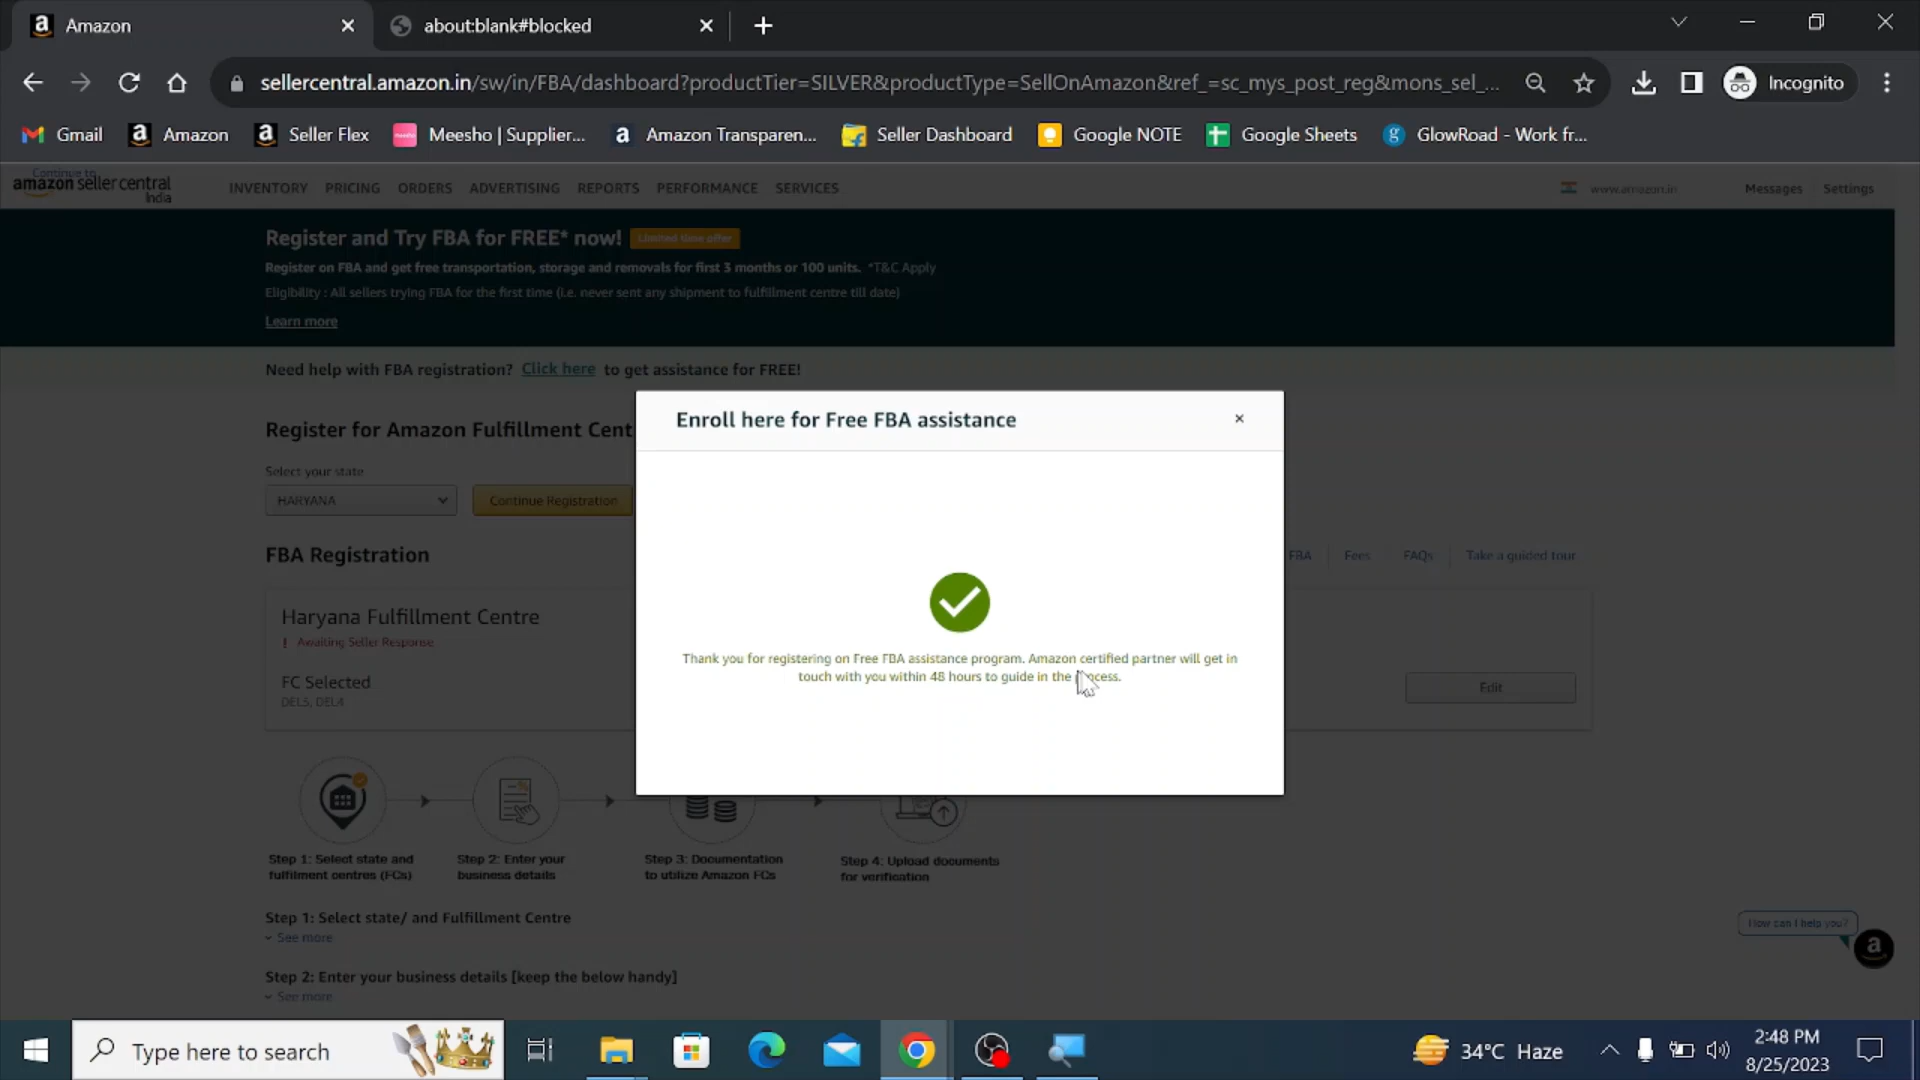 Amazon
about:blank#blocked
sellercentral.amazon.in/sw/in/FBA/dashboard?productTier=SILVER&productType=SellOnAmazon&ref_=sc_mys_post_reg&mons_sel_...
Incognito
Gmail
Amazon
Seller Flex
Meesho | Supplier...
Amazon Transparen...
Seller Dashboard
Google NOTE
Google Sheets
GlowRoad - Work fr...
Continue to
amazon seller central
India
INVENTORY PRICING ORDERS ADVERTISING REPORTS PERFORMANCE SERVICES
www.amazon.in
Messages
Settings
Register and Try FBA for FREE* now! Limited time offer
Register on FBA and get free transportation, storage and removals for first 3 months or 100 units. *T&C Apply
Eligibility : All sellers trying FBA for the first time (i.e. never sent any shipment to fulfillment centre till date)
Learn more
Need help with FBA registration? Click here to get assistance for FREE!
Enroll here for Free FBA assistance
×
Register for Amazon Fulfillment Cent
Select your state
HARYANA
Continue Registration
FBA Registration
FBA
Fees
FAQs
Take a guided tour
Haryana Fulfillment Centre
! Awaiting Seller Response
FC Selected
DEL5, DEL4
Edit
Thank you for registering on Free FBA assistance program. Amazon certified partner will get in
touch with you within 48 hours to guide in the process.
Step 1: Select state and
fulfilment centres (FCs)
Step 2: Enter your
business details
Step 3: Documentation
to utilize Amazon FCs
Step 4: Upload documents
for verification
Step 1: Select state/ and Fulfillment Centre
See more
How can I help you?
Step 2: Enter your business details [keep the below handy]
See more
Type here to search
34°C Haze
2:48 PM
8/25/2023